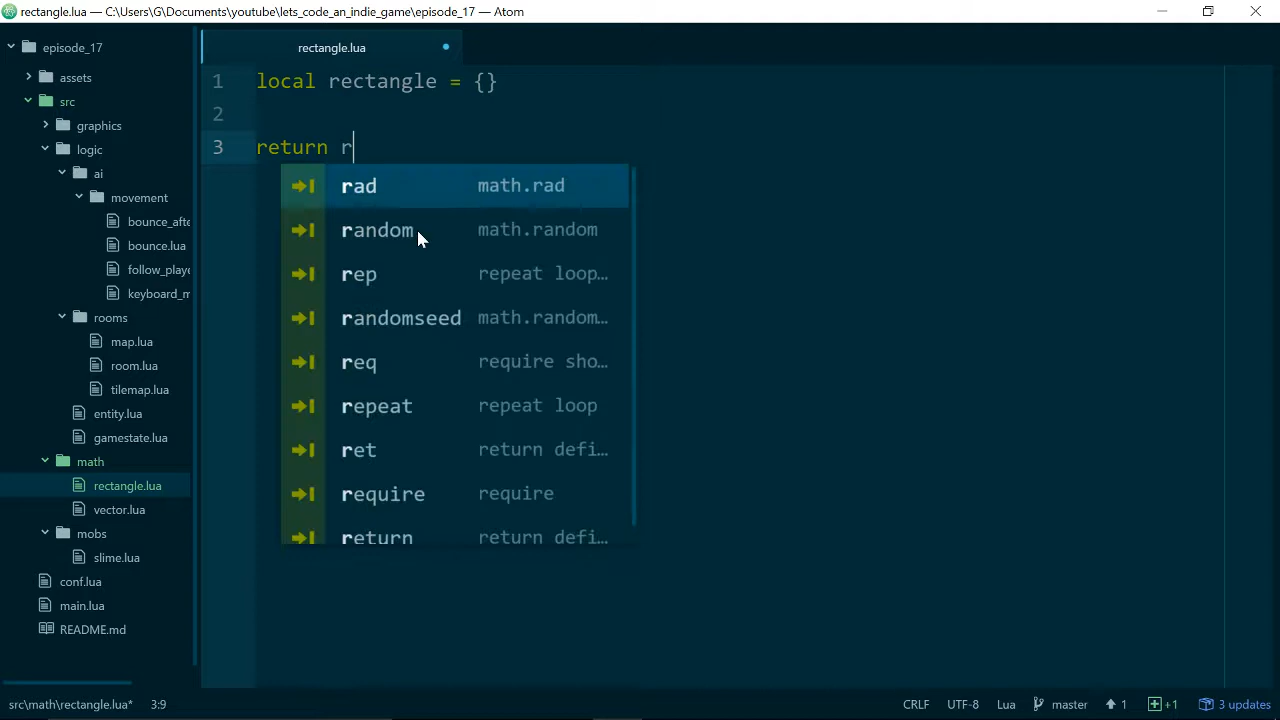 rectangle.lua — C:\Users\G\Documents\youtube\lets_code_an_indie_game\episode_17 — Atom
episode_17
assets
src
graphics
logic
ai
movement
bounce_afte
bounce.lua
follow_playe
keyboard_m
rooms
map.lua
room.lua
tilemap.lua
entity.lua
gamestate.lua
math
rectangle.lua
vector.lua
mobs
slime.lua
conf.lua
main.lua
README.md
rectangle.lua
1 local rectangle = {}
2
3 return r
rad math.rad
random math.random
rep repeat loop…
randomseed math.random…
req require sho…
repeat repeat loop
ret return defi…
require require
return return defi…
src\math\rectangle.lua* 3:9 CRLF UTF-8 Lua master 1 +1 3 updates